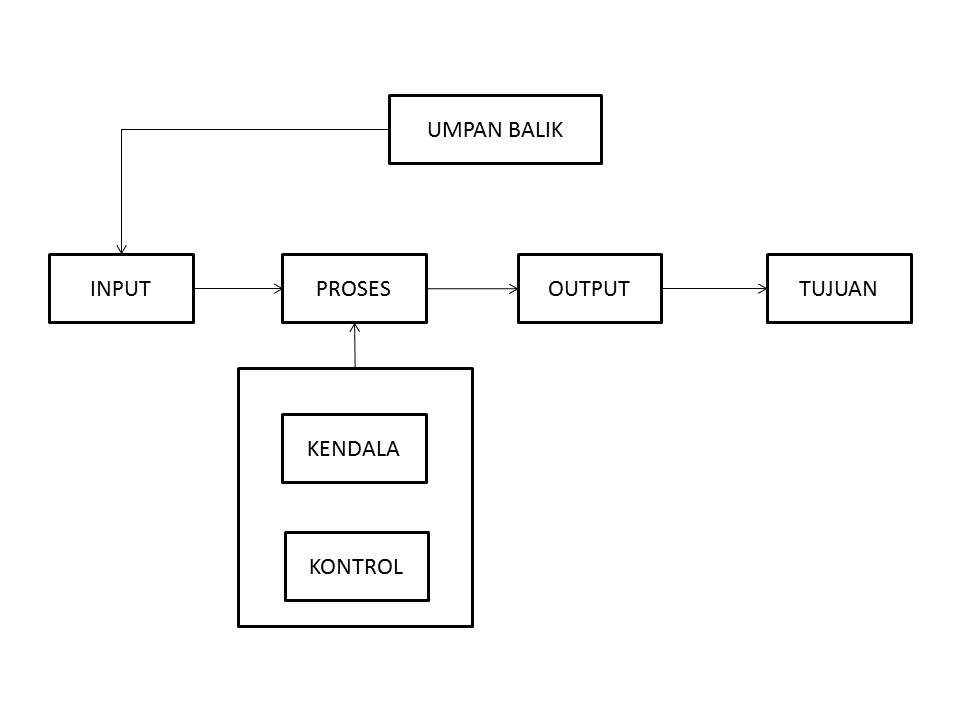 UMPAN BALIK
INPUT
PROSES
OUTPUT
TUJUAN
KENDALA
KONTROL